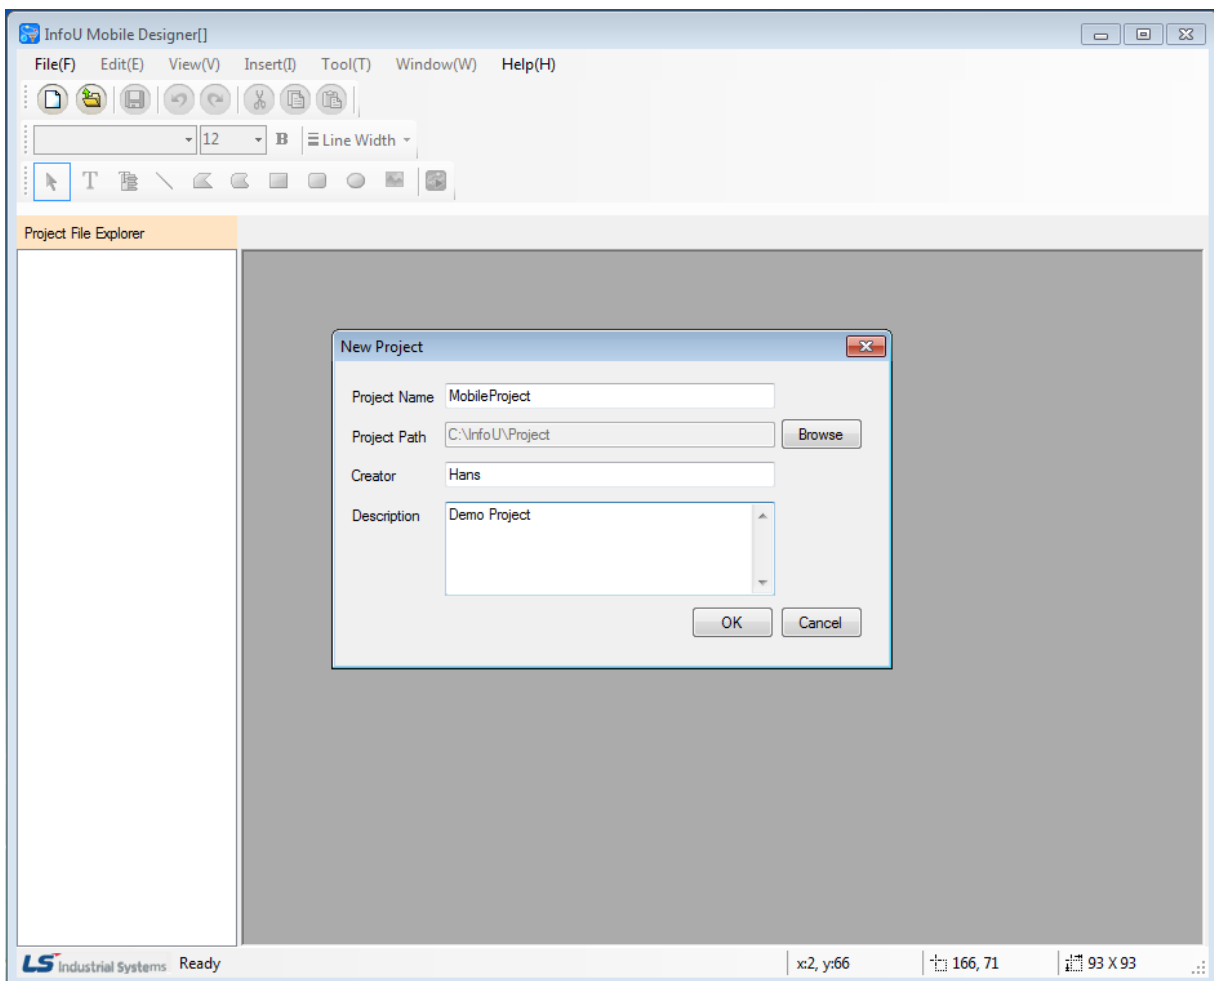 InfoU Mobile Designer[]
File(F) Edit(E) View(V) Insert(I) Tool(T) Window(W) Help(H)
12 B Line Width
T
Project File Explorer
New Project
Project Name MobileProject
Project Path C:\InfoU\Project Browse
Creator Hans
Description Demo Project
OK Cancel
LS Industrial Systems Ready x:2, y:66 166, 71 93 X 93